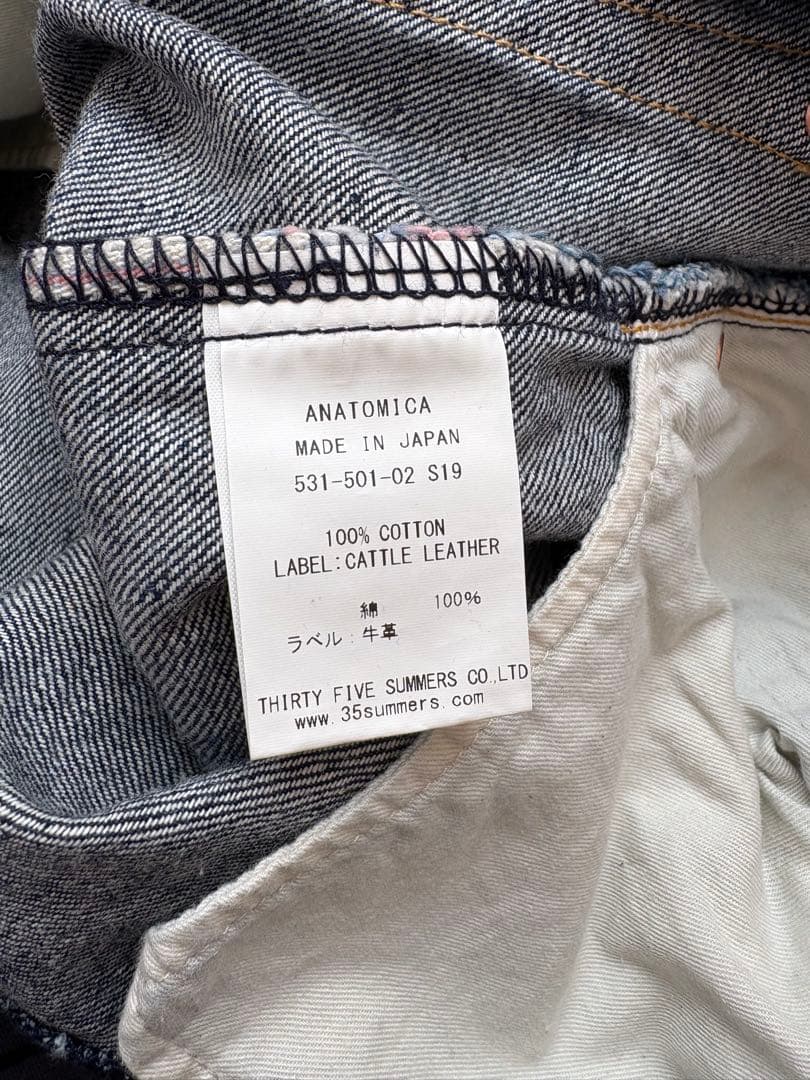 ANATOMICA
MADE IN JAPAN
531-501-02 S19
100% COTTON
LABEL:CATTLE LEATHER
綿 100%
ラベル:牛革
THIRTY FIVE SUMMERS CO.,LTD
www.35summers.com